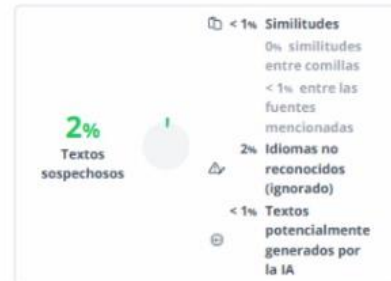 2%
Textos
sospechosos
< 1% Similitudes
0% similitudes
entre comillas
< 1% entre las
fuentes
mencionadas
2% Idiomas no
reconocidos
(ignorado)
< 1% Textos
potencialmente
generados por
la IA